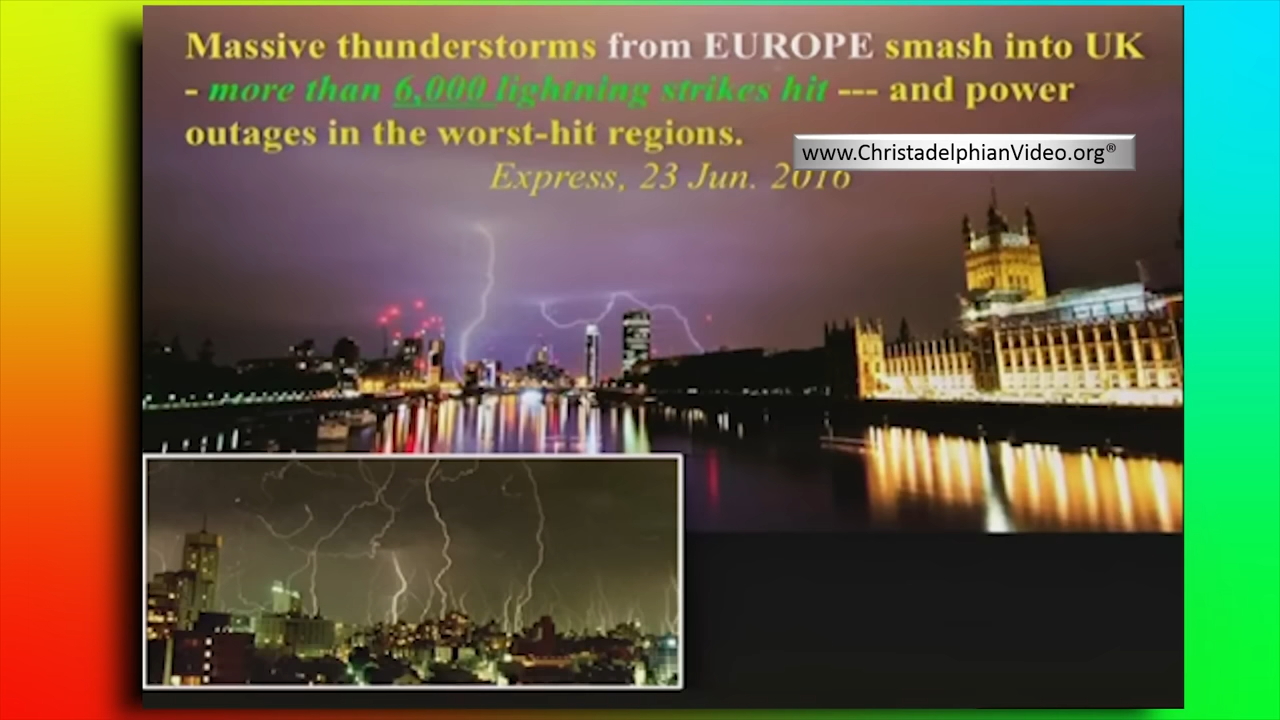 Massive thunderstorms from EUROPE smash into UK
- more than 6,000 lightning strikes hit --- and power
outages in the worst-hit regions.
www.ChristadelphianVideo.org®
Express, 23 Jun. 2016